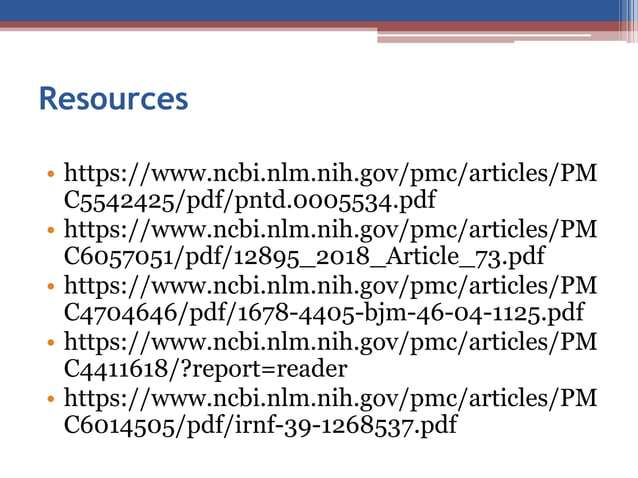 Resources
• https://www.ncbi.nlm.nih.gov/pmc/articles/PM
C5542425/pdf/pntd.0005534.pdf
• https://www.ncbi.nlm.nih.gov/pmc/articles/PM
C6057051/pdf/12895_2018_Article_73.pdf
• https://www.ncbi.nlm.nih.gov/pmc/articles/PM
C4704646/pdf/1678-4405-bjm-46-04-1125.pdf
• https://www.ncbi.nlm.nih.gov/pmc/articles/PM
C4411618/?report=reader
• https://www.ncbi.nlm.nih.gov/pmc/articles/PM
C6014505/pdf/irnf-39-1268537.pdf